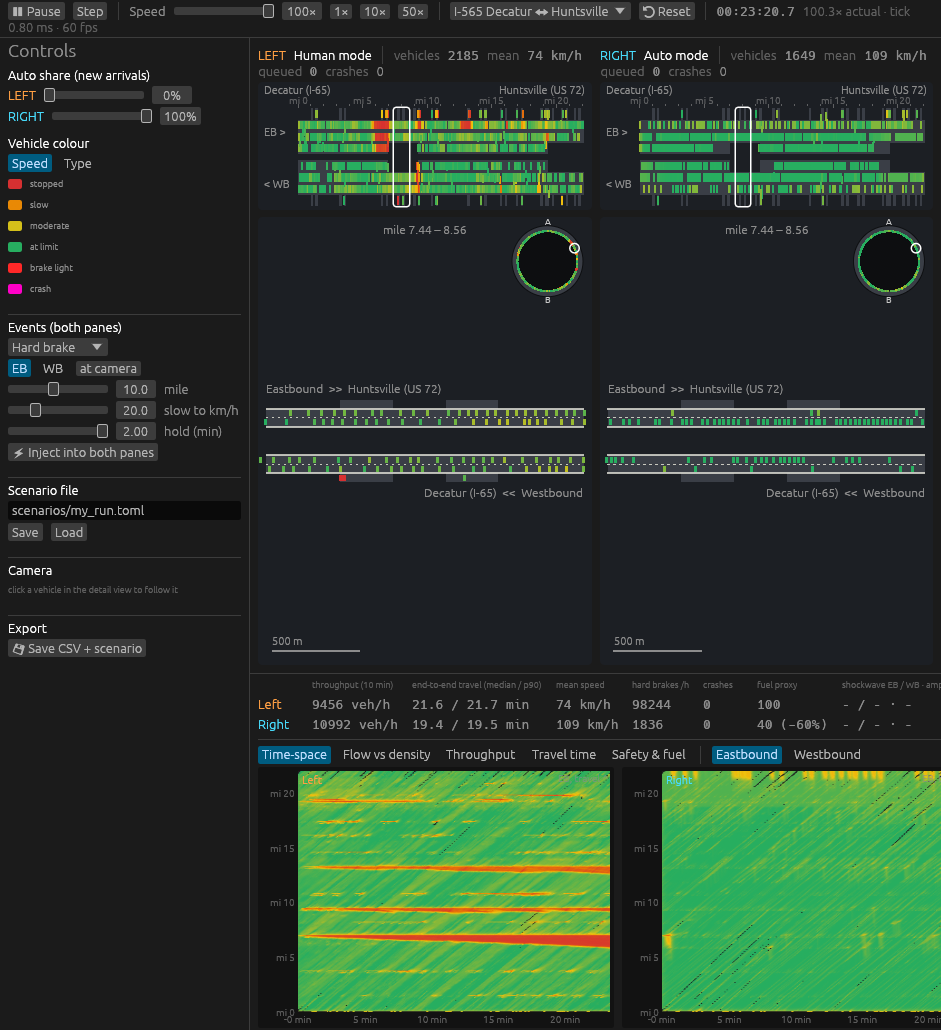 Pause Step Speed 100× 1× 10× 50× I-565 Decatur ⬌ Huntsville Reset 00:23:20.7 100.3× actual · tick
0.80 ms · 60 fps
Controls
Auto share (new arrivals)
LEFT 0%
RIGHT 100%
Vehicle colour
Speed Type
stopped
slow
moderate
at limit
brake light
crash
Events (both panes)
Hard brake
EB WB at camera
10.0 mile
20.0 slow to km/h
2.00 hold (min)
⚡ Inject into both panes
Scenario file
scenarios/my_run.toml
Save Load
Camera
click a vehicle in the detail view to follow it
Export
Save CSV + scenario
LEFT Human mode vehicles 2185 mean 74 km/h
queued 0 crashes 0
Decatur (I-65) Huntsville (US 72)
mi 0 mi 5 mi 10 mi 15 mi 20
EB >
< WB
mile 7.44 – 8.56
A
B
Eastbound >> Huntsville (US 72)
Decatur (I-65) << Westbound
500 m
RIGHT Auto mode vehicles 1649 mean 109 km/h
queued 0 crashes 0
Decatur (I-65) Huntsville (US 72)
mi 0 mi 5 mi 10 mi 15 mi 20
EB >
< WB
mile 7.44 – 8.56
A
B
Eastbound >> Huntsville (US 72)
Decatur (I-65) << Westbound
500 m
throughput (10 min) end-to-end travel (median / p90) mean speed hard brakes /h crashes fuel proxy shockwave EB / WB · amp
Left 9456 veh/h 21.6 / 21.7 min 74 km/h 98244 0 100 - / - · -
Right 10992 veh/h 19.4 / 19.5 min 109 km/h 1836 0 40 (-60%) - / - · -
Time-space Flow vs density Throughput Travel time Safety & fuel Eastbound Westbound
Left
mi 20
mi 15
mi 10
mi 5
mi 0
-0 min 5 min 10 min 15 min 20 min
Right
mi 20
mi 15
mi 10
mi 5
mi 0
-0 min 5 min 10 min 15 min 20 min